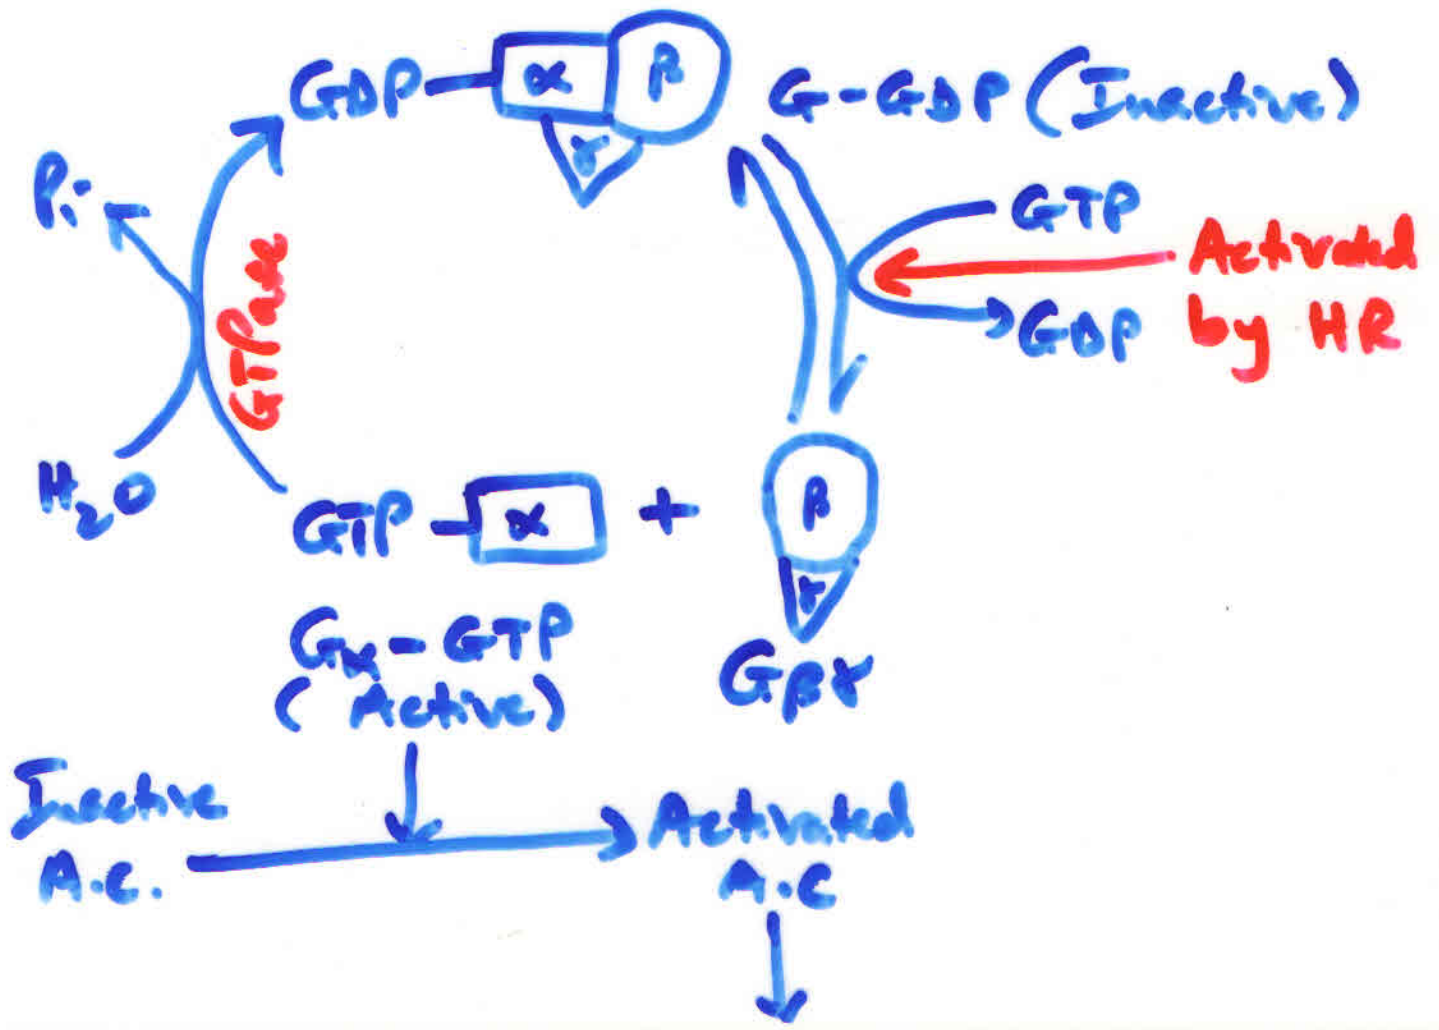 GDP α β G-GDP (Inactive)
γ
Pi
GTP
Activated
by HR
GDP
GTPase
H₂O
GTP α + β
γ
Gα-GTP
(Active)
Gβγ
Inactive
A.C.
Activated
A.C